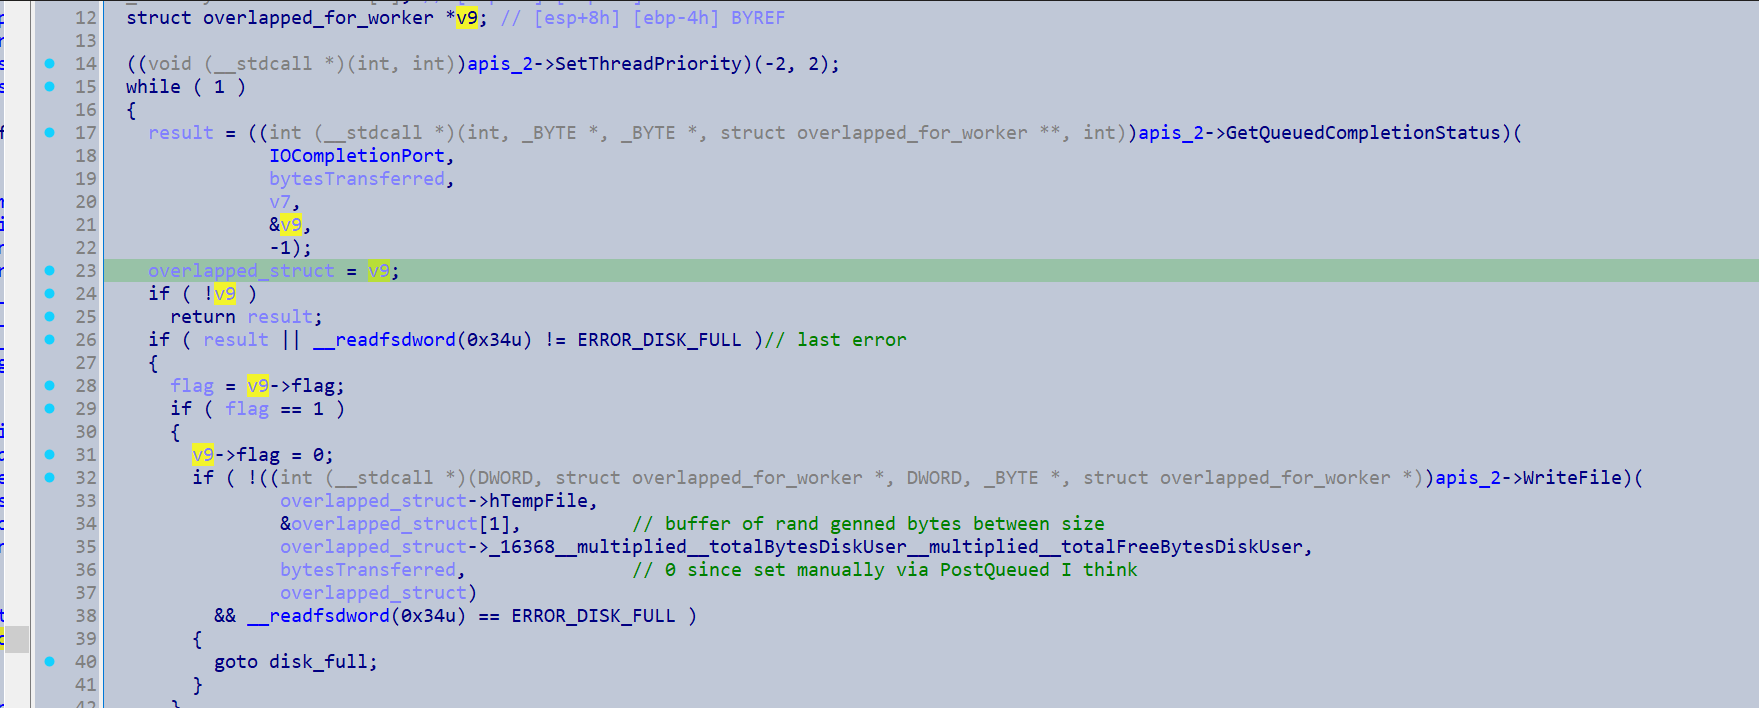 12 struct overlapped_for_worker *v9; // [esp+8h] [ebp-4h] BYREF
13
14 ((void (__stdcall *)(int, int))apis_2->SetThreadPriority)(-2, 2);
15 while ( 1 )
16 {
17 result = ((int (__stdcall *)(int, _BYTE *, _BYTE *, struct overlapped_for_worker **, int))apis_2->GetQueuedCompletionStatus)(
18 IOCompletionPort,
19 bytesTransferred,
20 v7,
21 &v9,
22 -1);
23 overlapped_struct = v9;
24 if ( !v9 )
25 return result;
26 if ( result || __readfsdword(0x34u) != ERROR_DISK_FULL )// last error
27 {
28 flag = v9->flag;
29 if ( flag == 1 )
30 {
31 v9->flag = 0;
32 if ( !((int (__stdcall *)(DWORD, struct overlapped_for_worker *, DWORD, _BYTE *, struct overlapped_for_worker *))apis_2->WriteFile)(
33 overlapped_struct->hTempFile,
34 &overlapped_struct[1], // buffer of rand genned bytes between size
35 overlapped_struct->_16368__multiplied__totalBytesDiskUser__multiplied__totalFreeBytesDiskUser,
36 bytesTransferred, // 0 since set manually via PostQueued I think
37 overlapped_struct)
38 && __readfsdword(0x34u) == ERROR_DISK_FULL )
39 {
40 goto disk_full;
41 }
42 }